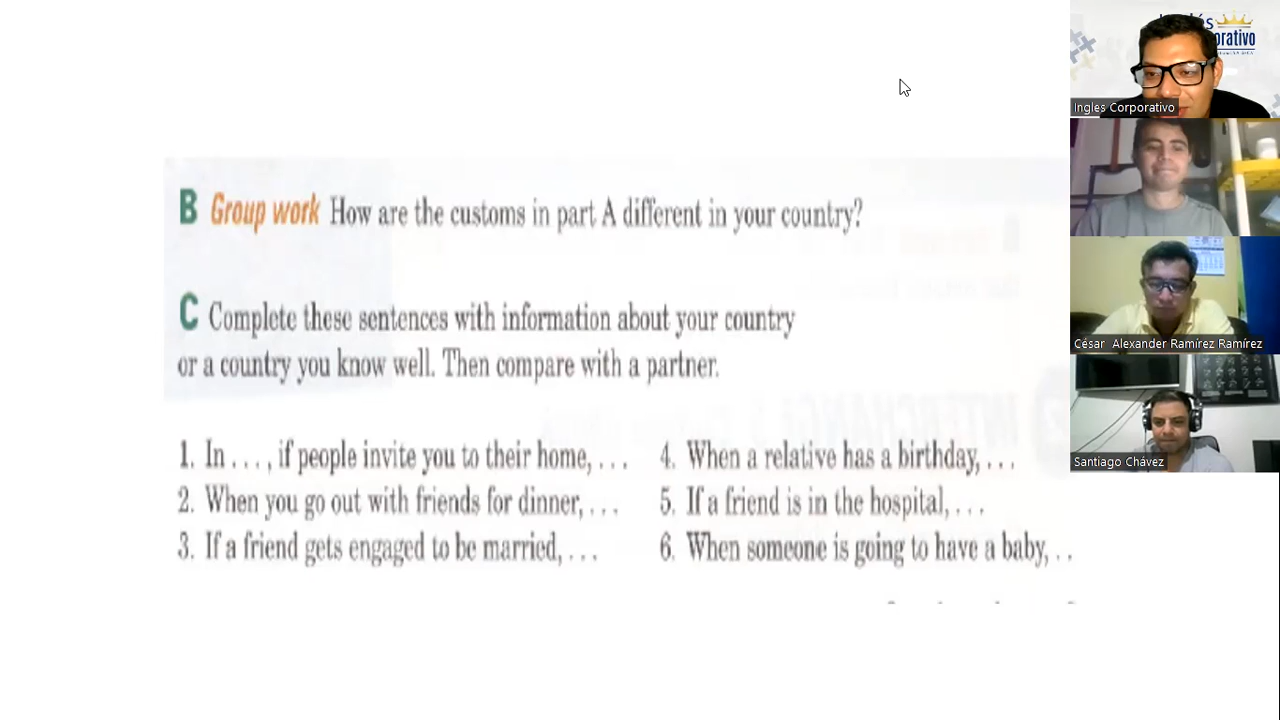 B Group work How are the customs in part A different in your country?
C Complete these sentences with information about your country
or a country you know well. Then compare with a partner.
1. In . . . , if people invite you to their home, . . .
2. When you go out with friends for dinner, . . .
3. If a friend gets engaged to be married, . . .
4. When a relative has a birthday, . . .
5. If a friend is in the hospital, . . .
6. When someone is going to have a baby, . .
Ingles Corporativo
César Alexander Ramírez Ramírez
Santiago Chávez